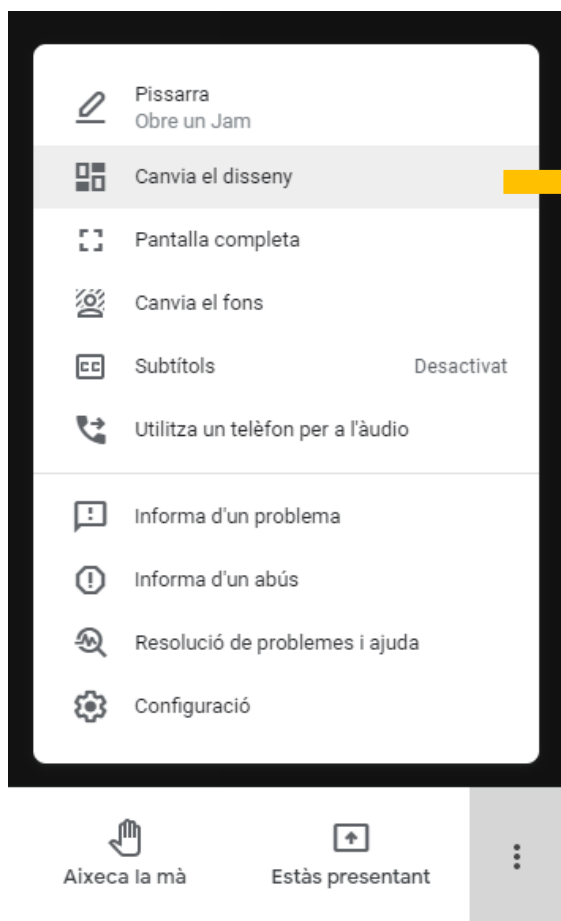 Pissarra
Obre un Jam
Canvia el disseny
Pantalla completa
Canvia el fons
Subtítols Desactivat
Utilitza un telèfon per a l'àudio
Informa d'un problema
Informa d'un abús
Resolució de problemes i ajuda
Configuració
Aixeca la mà Estàs presentant